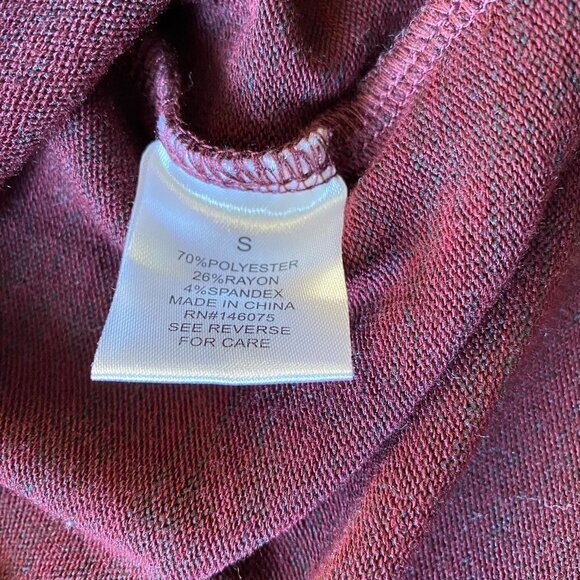 S
70%POLYESTER
26%RAYON
4%SPANDEX
MADE IN CHINA
RN#146075
SEE REVERSE
FOR CARE